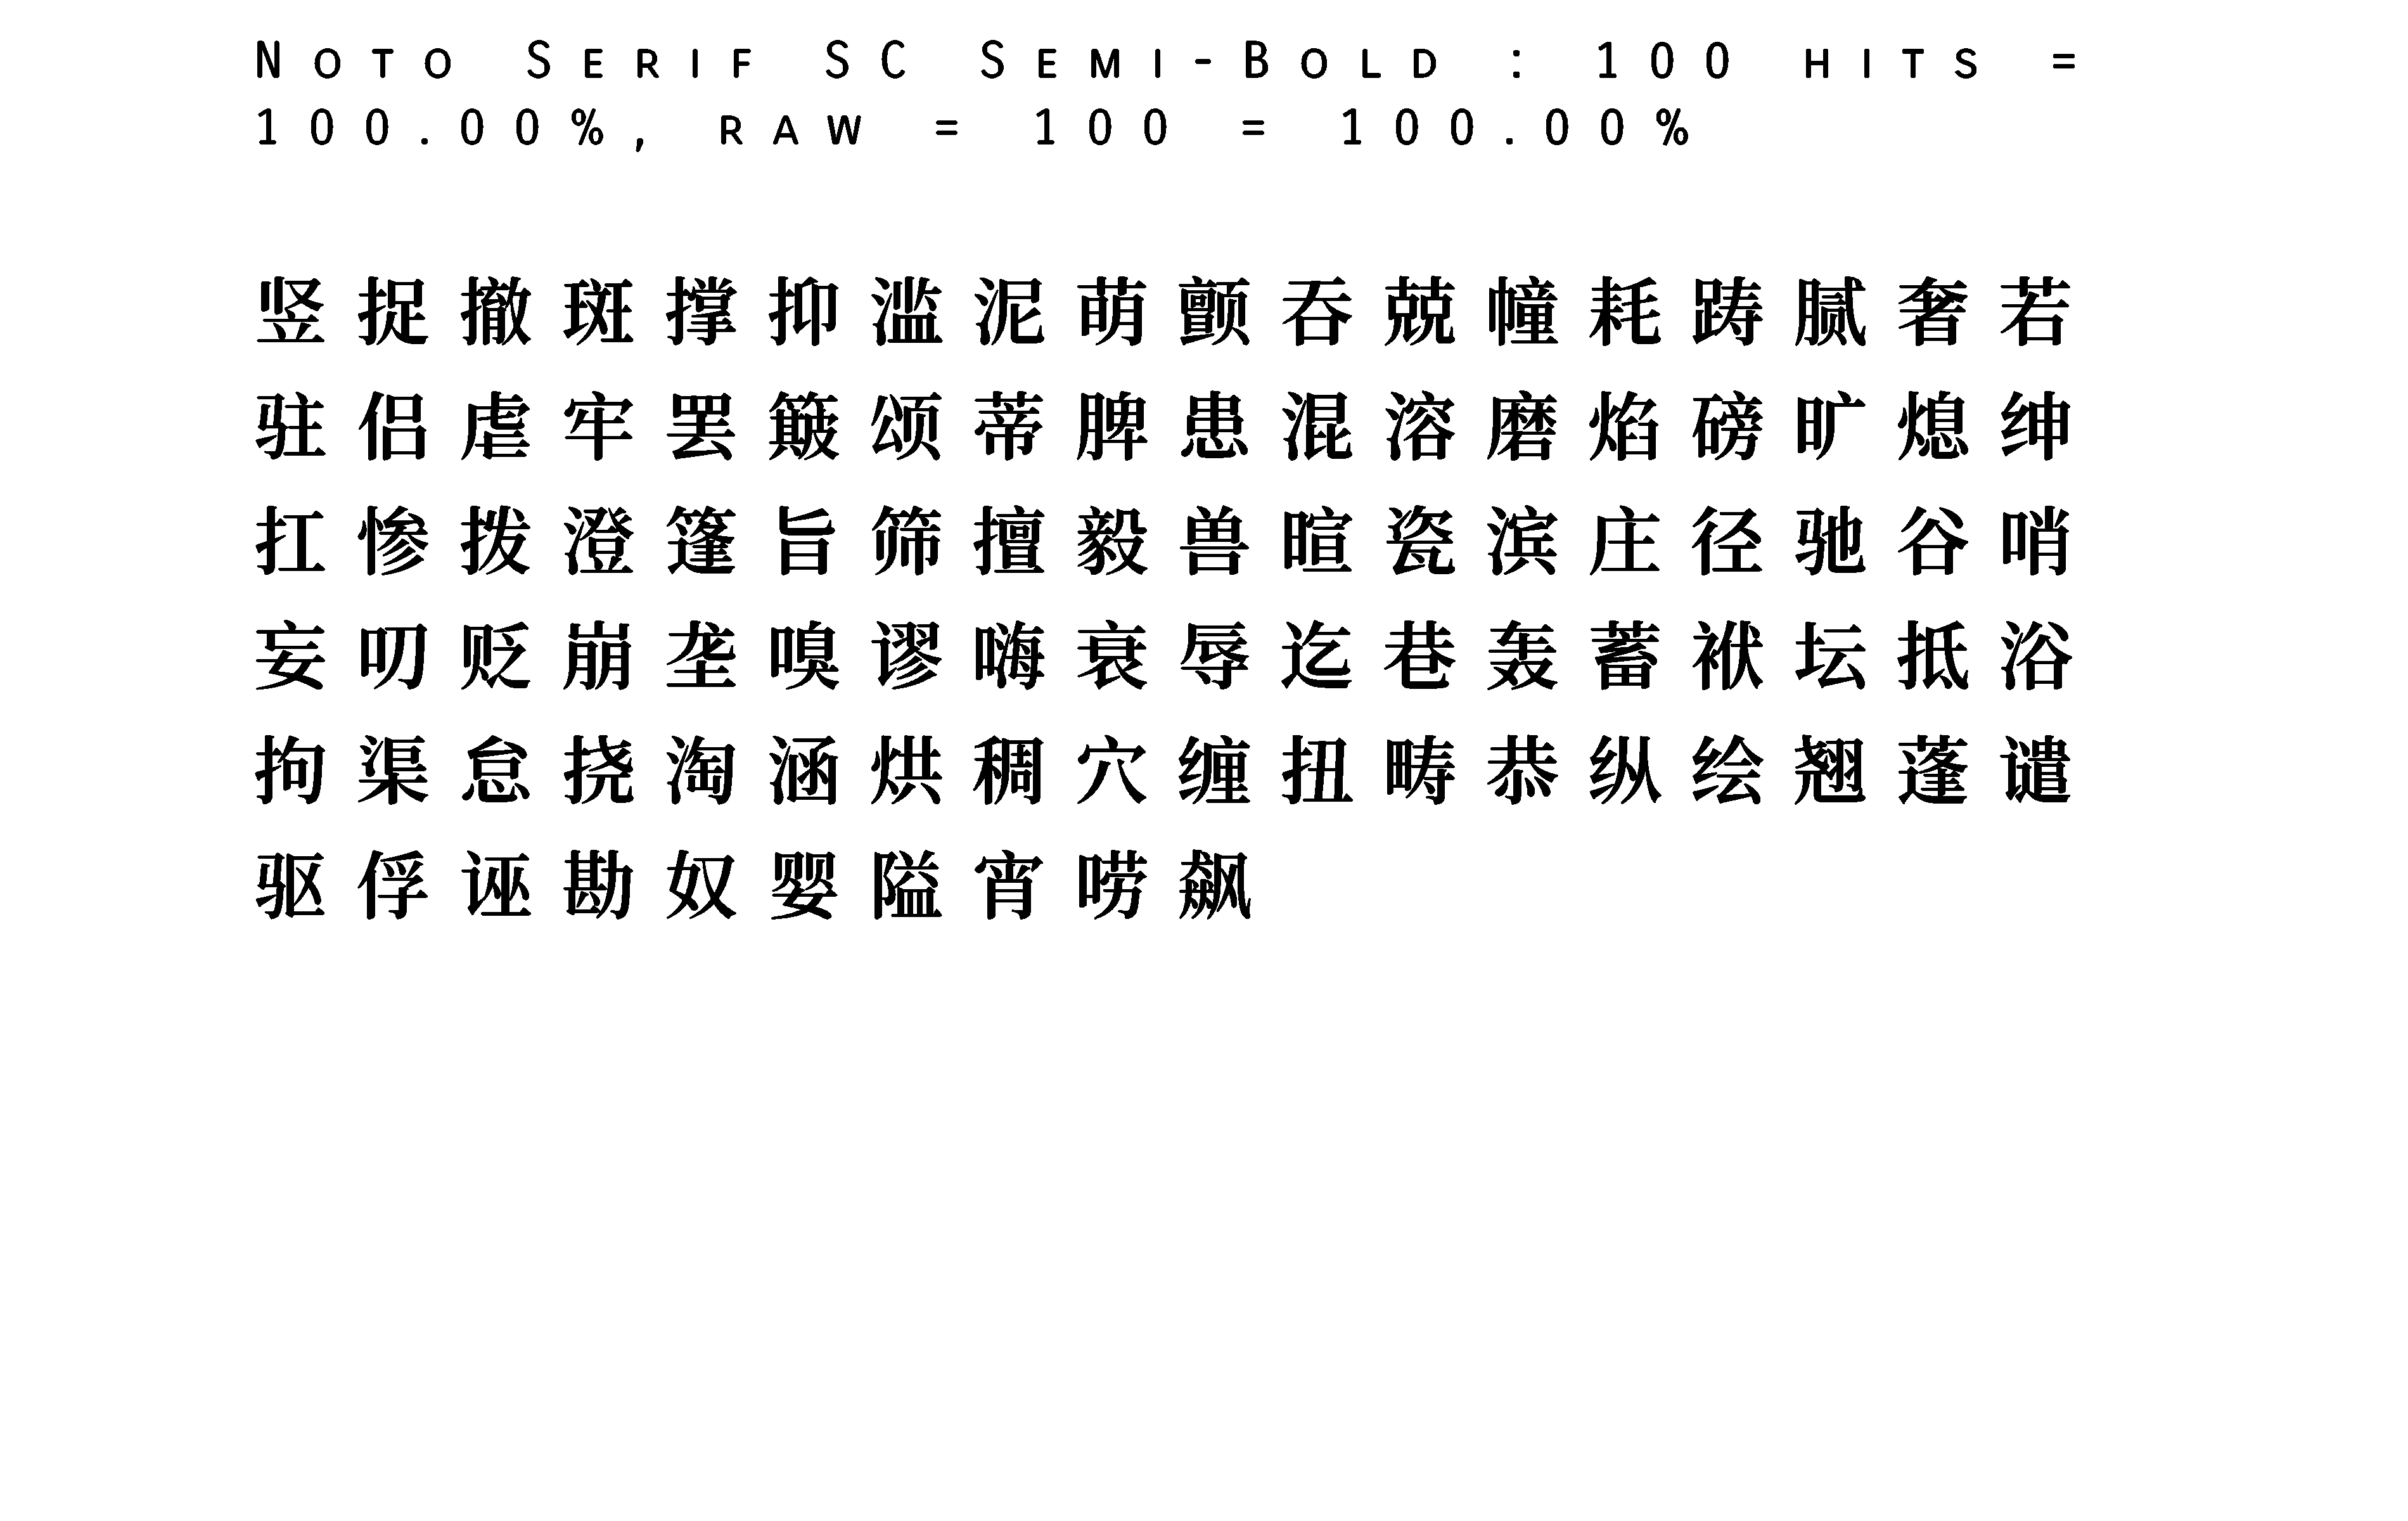 Noto Serif SC Semi-Bold : 100 hits =
100.00%, raw = 100 = 100.00%
竖捉撤斑撑抑滥泥萌颤吞兢幢耗踌腻奢若
驻侣虐牢罢簸颂蒂脾患混溶磨焰磅旷熄绅
扛惨拨澄篷旨筛擅毅兽暄瓷滨庄径驰谷哨
妄叨贬崩垄嗅谬嗨衰辱迄巷轰蓄袱坛抵浴
拘渠怠挠淘涵烘稠穴缠扭畴恭纵绘翘蓬谴
驱俘诬勘奴婴隘宵唠飙